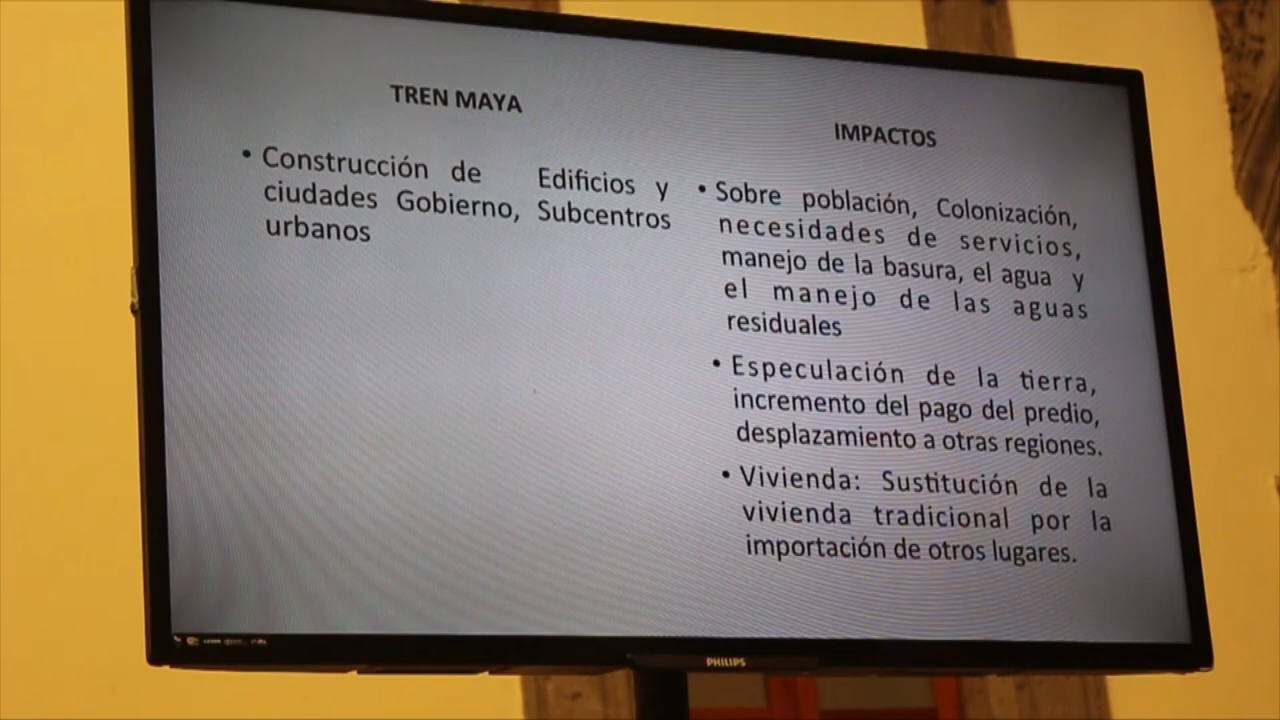 TREN MAYA
• Construcción de Edificios y
ciudades Gobierno, Subcentros
urbanos
IMPACTOS
• Sobre población, Colonización,
necesidades de servicios,
manejo de la basura, el agua y
el manejo de las aguas
residuales
• Especulación de la tierra,
incremento del pago del predio,
desplazamiento a otras regiones.
• Vivienda: Sustitución de la
vivienda tradicional por la
importación de otros lugares.
PHILIPS